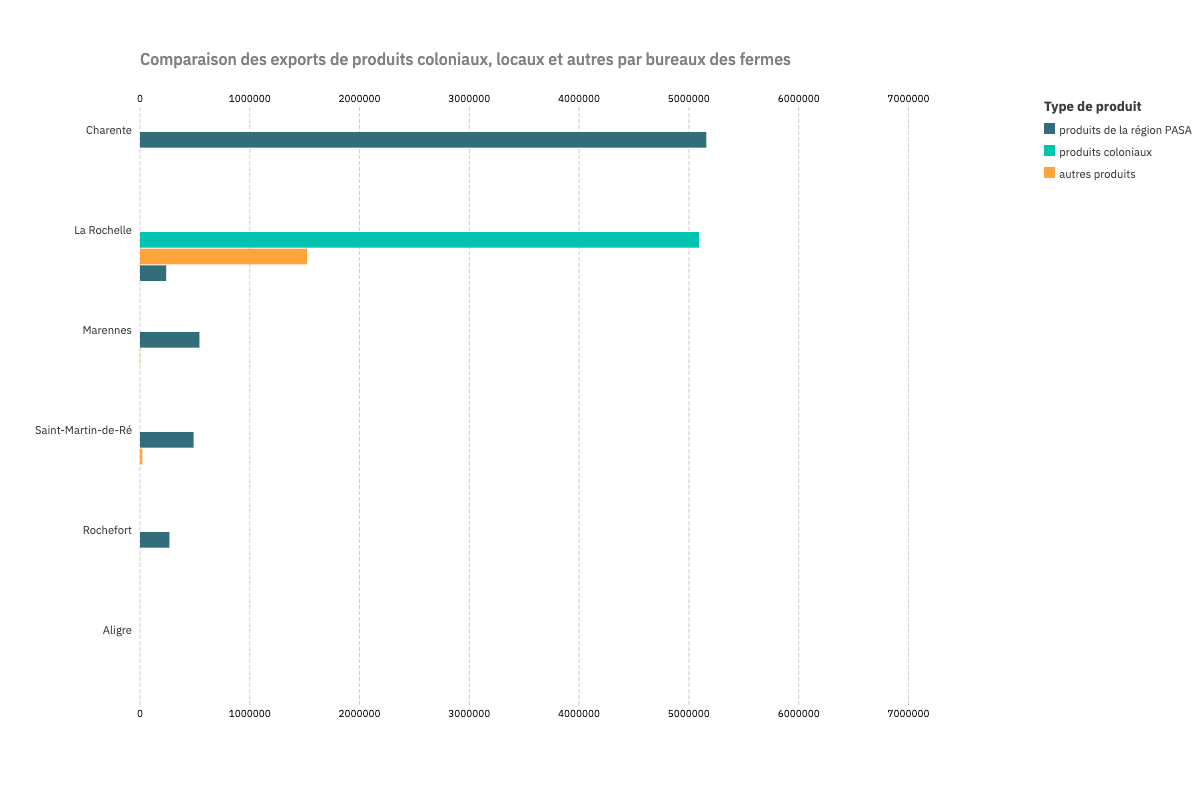 Comparaison des exports de produits coloniaux, locaux et autres par bureaux des fermes
0 1000000 2000000 3000000 4000000 5000000 6000000 7000000
Type de produit
produits de la région PASA
produits coloniaux
autres produits
Charente
La Rochelle
Marennes
Saint-Martin-de-Ré
Rochefort
Aligre
0 1000000 2000000 3000000 4000000 5000000 6000000 7000000